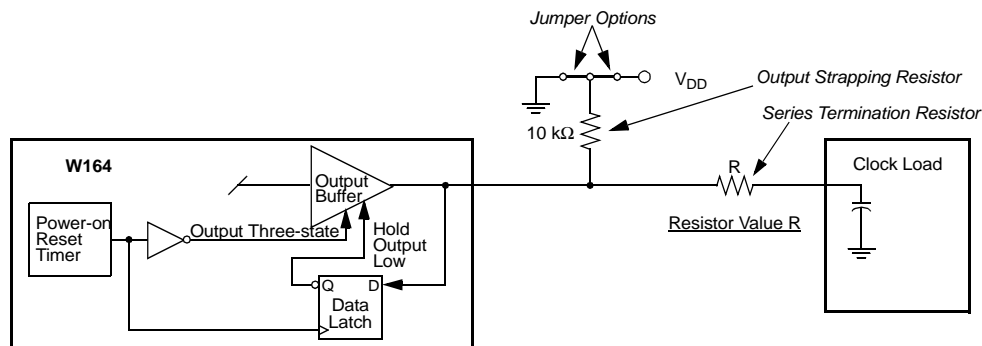 Jumper Options
V_DD
Output Strapping Resistor
Series Termination Resistor
10 kΩ
W164
Output
Buffer
R
Clock Load
Power-on
Reset
Timer
Output Three-state
Hold
Output
Low
Resistor Value R
Q
D
Data
Latch